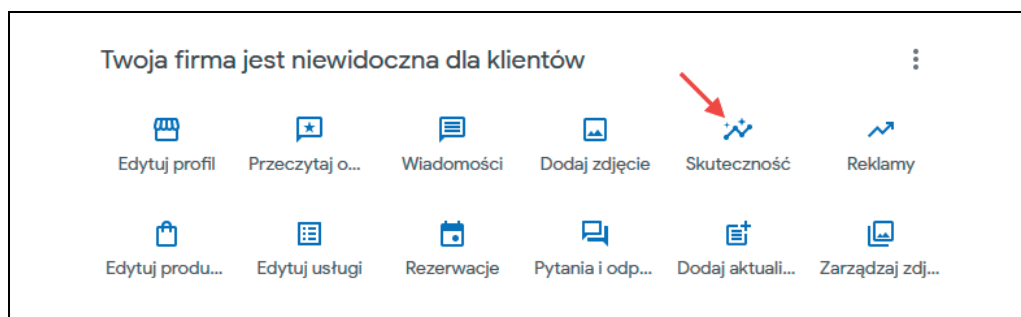 Twoja firma jest niewidoczna dla klientów
Edytuj profil Przeczytaj o... Wiadomości Dodaj zdjęcie Skuteczność Reklamy
Edytuj produ... Edytuj usługi Rezerwacje Pytania i odp... Dodaj aktuali... Zarządzaj zdj...